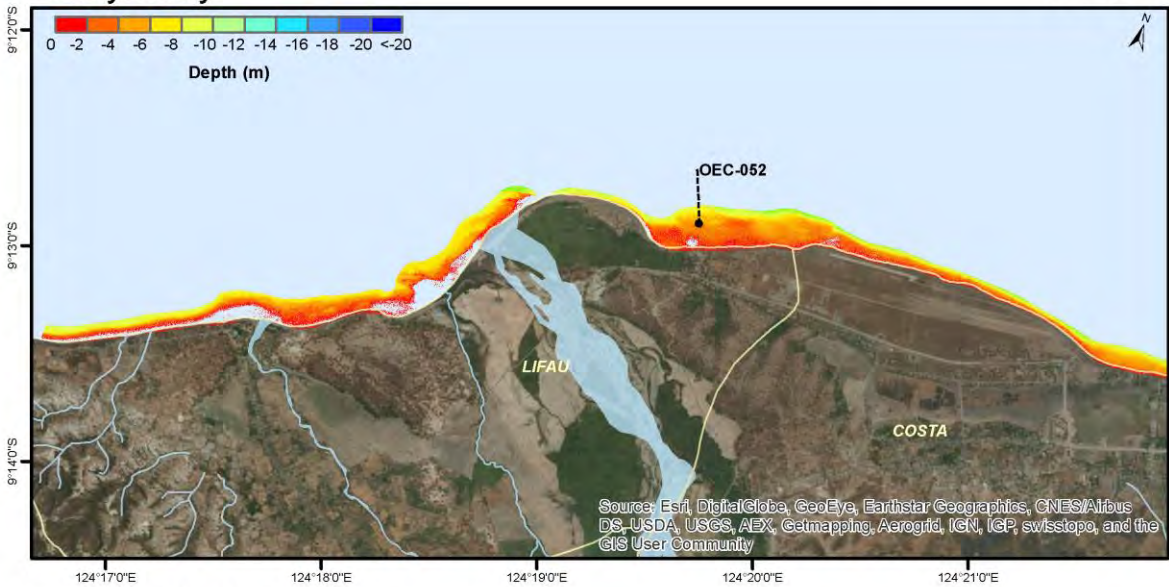 0 -2 -4 -6 -8 -10 -12 -14 -16 -18 -20 <-20
Depth (m)
N
9°12'0"S
OEC-052
9°13'0"S
LIFAU
COSTA
9°14'0"S
Source: Esri, DigitalGlobe, GeoEye, Earthstar Geographics, CNES/Airbus
DS, USDA, USGS, AEX, Getmapping, Aerogrid, IGN, IGP, swisstopo, and the
GIS User Community
124°17'0"E 124°18'0"E 124°19'0"E 124°20'0"E 124°21'0"E